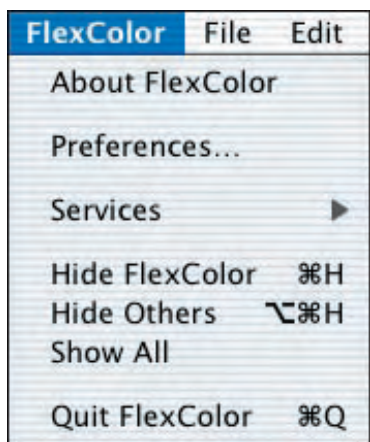 FlexColor File Edit
About FlexColor
Preferences...
Services
Hide FlexColor ⌘H
Hide Others ⌥⌘H
Show All
Quit FlexColor ⌘Q